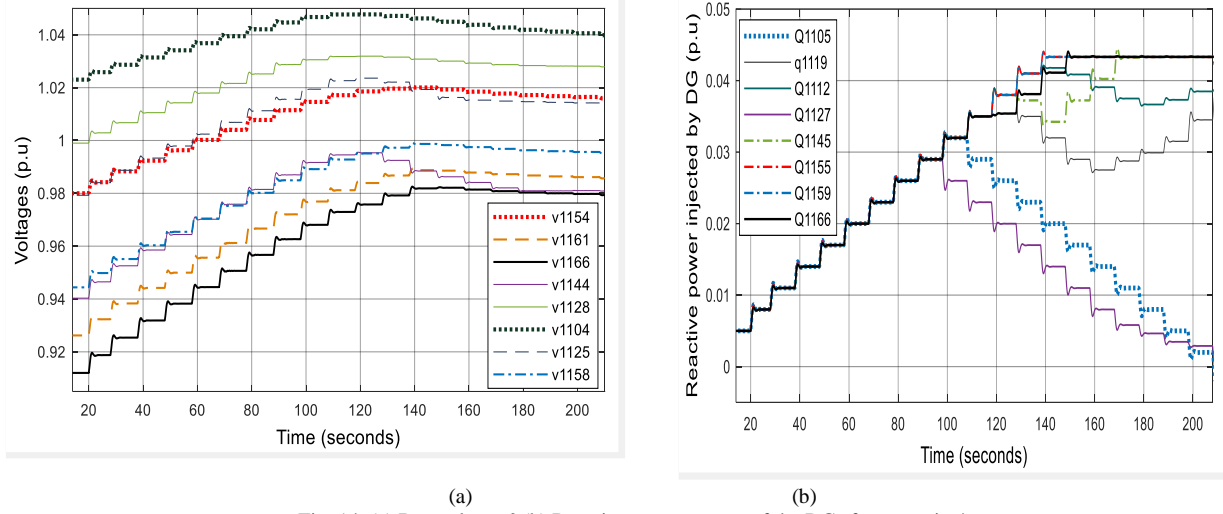 1.04
1.02
1
0.98
0.96
0.94
0.92
Voltages (p.u)
20 40 60 80 100 120 140 160 180 200
Time (seconds)
v1154
v1161
v1166
v1144
v1128
v1104
v1125
v1158
(a)
0.05
0.04
0.03
0.02
0.01
0
Reactive power injected by DG (p.u)
20 40 60 80 100 120 140 160 180 200
Time (seconds)
Q1105
q1119
Q1112
Q1127
Q1145
Q1155
Q1159
Q1166
(b)